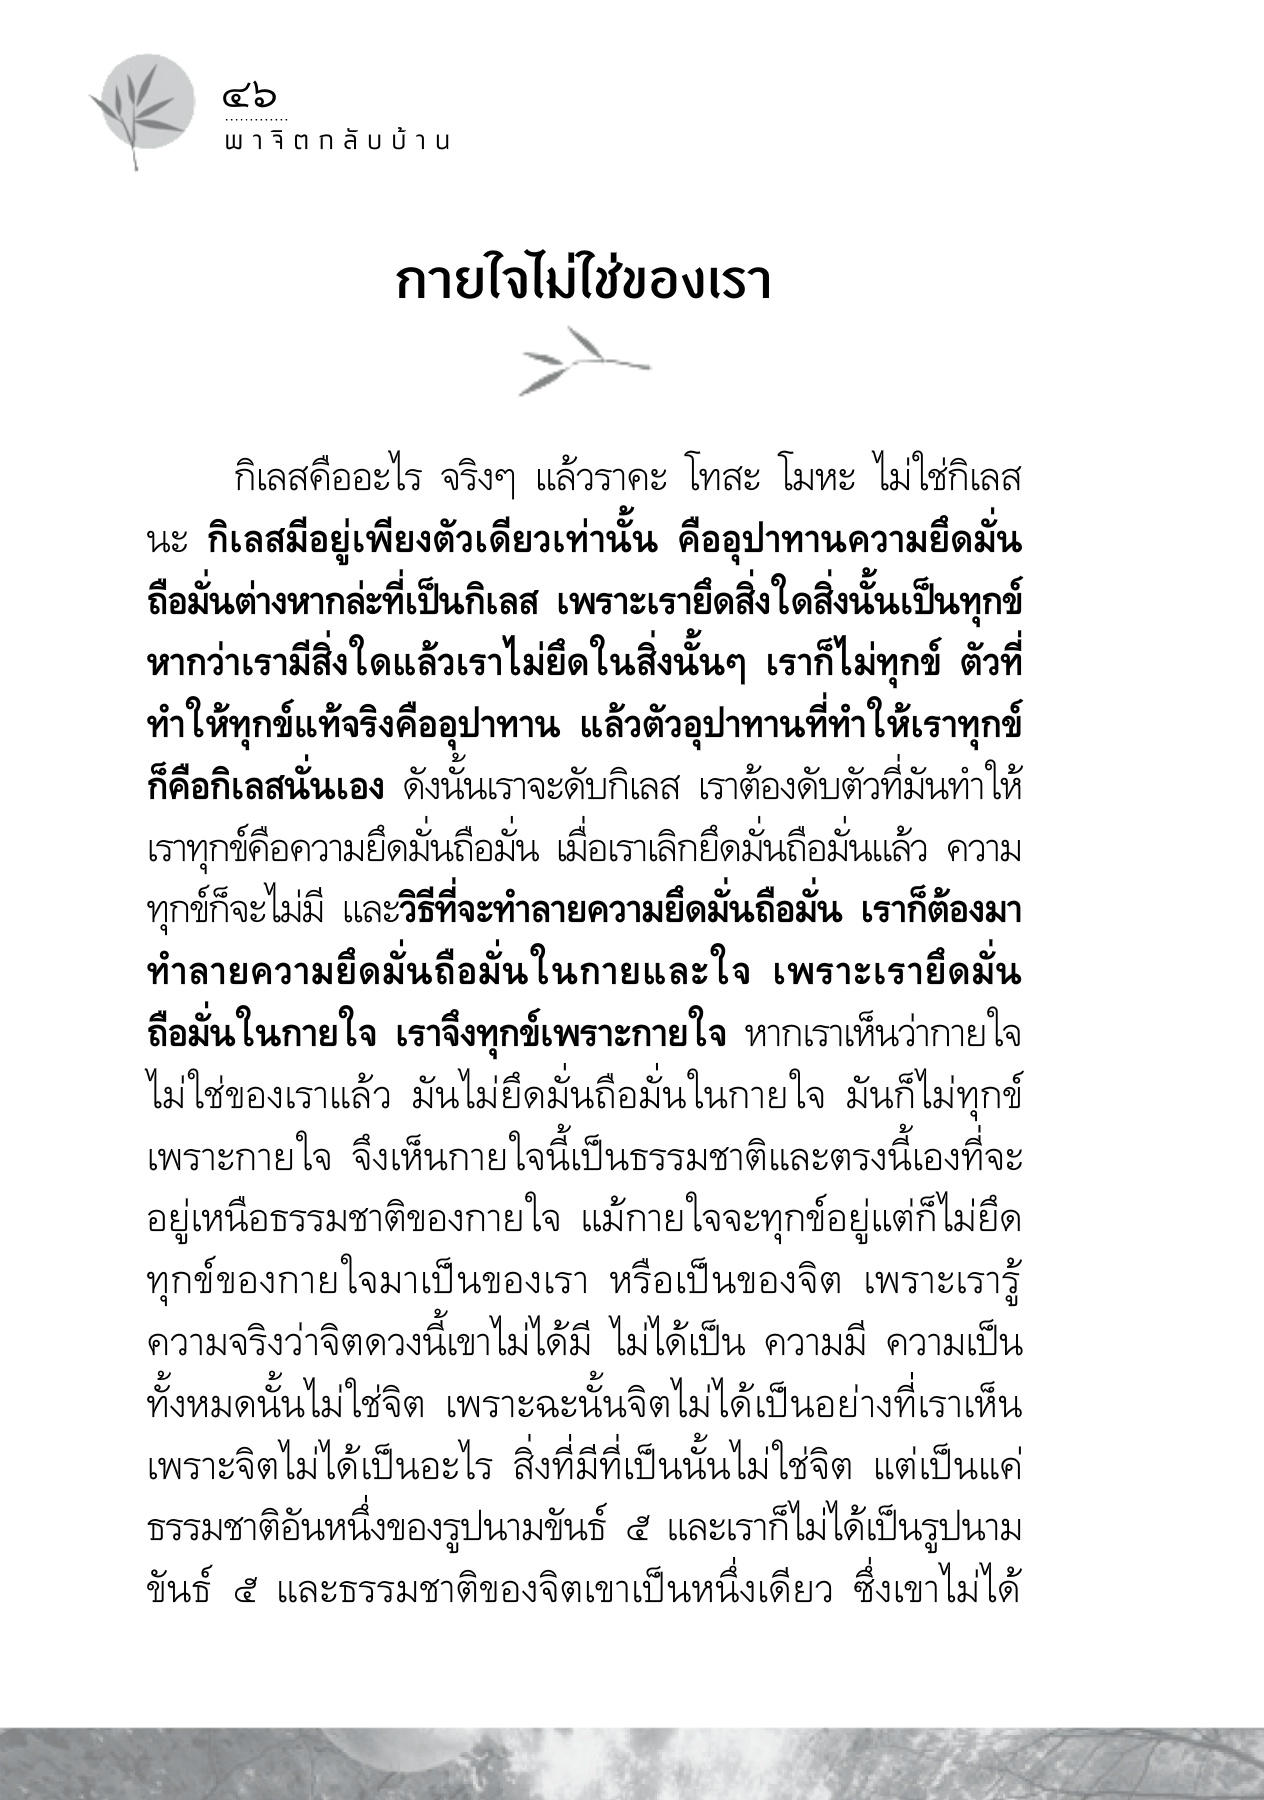 ๔๖
พาจิตกลับบ้าน
กายใจไม่ใช่ของเรา
กิเลสคืออะไร จริงๆ แล้วราคะ โทสะ โมหะ ไม่ใช่กิเลส
นะ กิเลสมีอยู่เพียงตัวเดียวเท่านั้น คืออุปาทานความยึดมั่น
ถือมั่นต่างหากล่ะที่เป็นกิเลส เพราะเรายึดสิ่งใดสิ่งนั้นเป็นทุกข์
หากว่าเรามีสิ่งใดแล้วเราไม่ยึดในสิ่งนั้นๆ เราก็ไม่ทุกข์ ตัวที่
ทำให้ทุกข์แท้จริงคืออุปาทาน แล้วตัวอุปาทานที่ทำให้เราทุกข์
ก็คือกิเลสนั่นเอง ดังนั้นเราจะดับกิเลส เราต้องดับตัวที่มันทำให้
เราทุกข์คือความยึดมั่นถือมั่น เมื่อเราเลิกยึดมั่นถือมั่นแล้ว ความ
ทุกข์ก็จะไม่มี และวิธีที่จะทำลายความยึดมั่นถือมั่น เราก็ต้องมา
ทำลายความยึดมั่นถือมั่นในกายและใจ เพราะเรายึดมั่น
ถือมั่นในกายใจ เราจึงทุกข์เพราะกายใจ หากเราเห็นว่ากายใจ
ไม่ใช่ของเราแล้ว มันไม่ยึดมั่นถือมั่นในกายใจ มันก็ไม่ทุกข์
เพราะกายใจ จึงเห็นกายใจนี้เป็นธรรมชาติและตรงนี้เองที่จะ
อยู่เหนือธรรมชาติของกายใจ แม้กายใจจะทุกข์อยู่แต่ก็ไม่ยึด
ทุกข์ของกายใจมาเป็นของเรา หรือเป็นของจิต เพราะเรารู้
ความจริงว่าจิตดวงนี้เขาไม่ได้มี ไม่ได้เป็น ความมี ความเป็น
ทั้งหมดนั้นไม่ใช่จิต เพราะฉะนั้นจิตไม่ได้เป็นอย่างที่เราเห็น
เพราะจิตไม่ได้เป็นอะไร สิ่งที่มีที่เป็นนั้นไม่ใช่จิต แต่เป็นแค่
ธรรมชาติอันหนึ่งของรูปนามขันธ์ ๕ และเราก็ไม่ได้เป็นรูปนาม
ขันธ์ ๕ และธรรมชาติของจิตเขาเป็นหนึ่งเดียว ซึ่งเขาไม่ได้